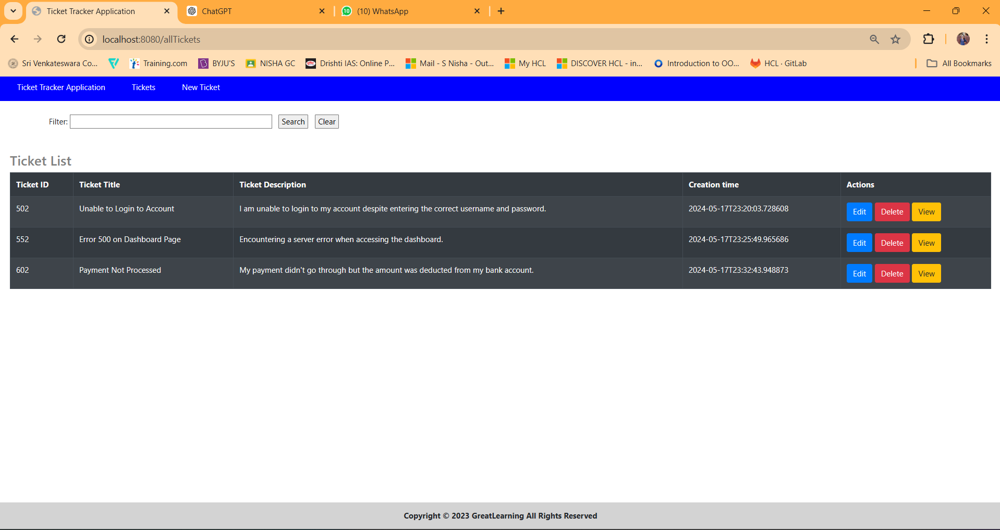 Ticket Tracker Application ChatGPT 10 (10) WhatsApp
localhost:8080/allTickets
Sri Venkateswara Co... Training.com BYJU'S NISHA GC Drishti IAS: Online P... Mail - S Nisha - Out... My HCL DISCOVER HCL - in... Introduction to OO... HCL · GitLab All Bookmarks
Ticket Tracker Application Tickets New Ticket
Filter: Search Clear
Ticket List
Ticket ID Ticket Title Ticket Description Creation time Actions
502 Unable to Login to Account I am unable to login to my account despite entering the correct username and password. 2024-05-17T23:20:03.728608 Edit Delete View
552 Error 500 on Dashboard Page Encountering a server error when accessing the dashboard. 2024-05-17T23:25:49.965686 Edit Delete View
602 Payment Not Processed My payment didn't go through but the amount was deducted from my bank account. 2024-05-17T23:32:43.948873 Edit Delete View
Copyright © 2023 GreatLearning All Rights Reserved